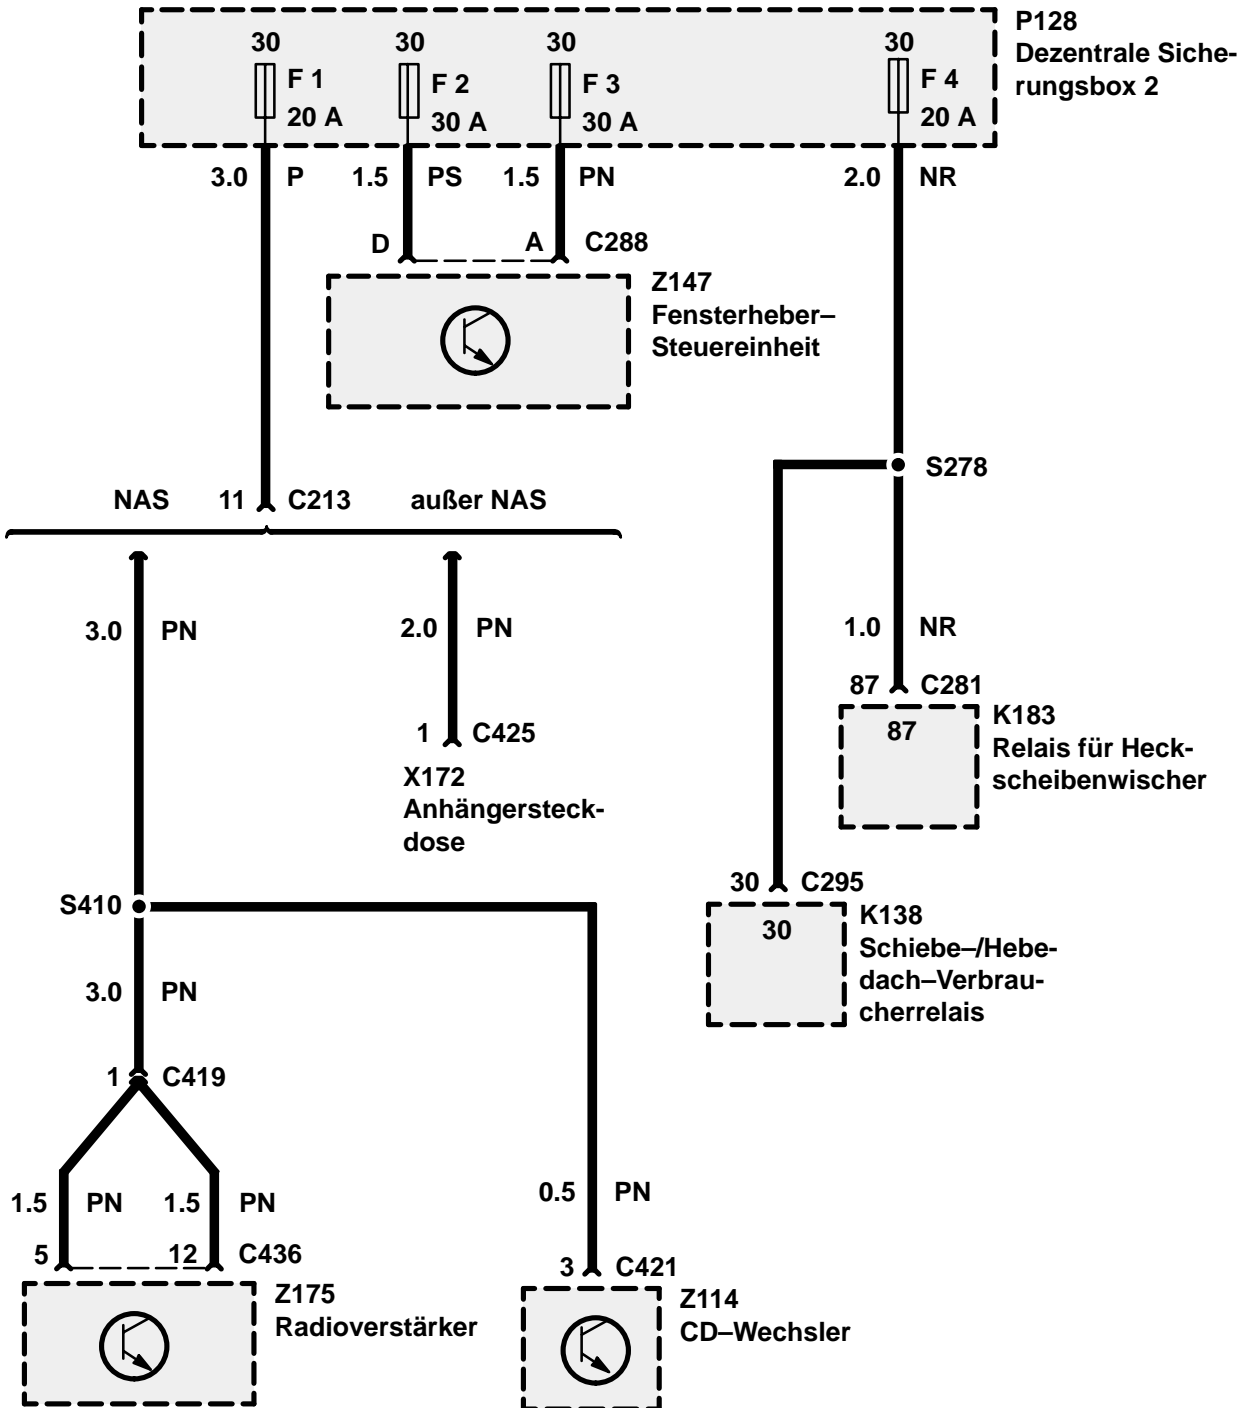 P128
Dezentrale Siche-
rungsbox 2
30 30 30 30
F 1 F 2 F 3 F 4
20 A 30 A 30 A 20 A
3.0 P 1.5 PS 1.5 PN 2.0 NR
D A C288
Z147
Fensterheber–
Steuereinheit
S278
NAS 11 C213 außer NAS
3.0 PN 2.0 PN 1.0 NR
87 C281
87
K183
Relais für Heck-
scheibenwischer
1 C425
X172
Anhängersteck-
dose
30 C295
30
K138
Schiebe–/Hebe-
dach–Verbrau-
cherrelais
S410
3.0 PN
1 C419
1.5 PN 1.5 PN 0.5 PN
5 12 C436
3 C421
Z175
Radioverstärker
Z114
CD–Wechsler